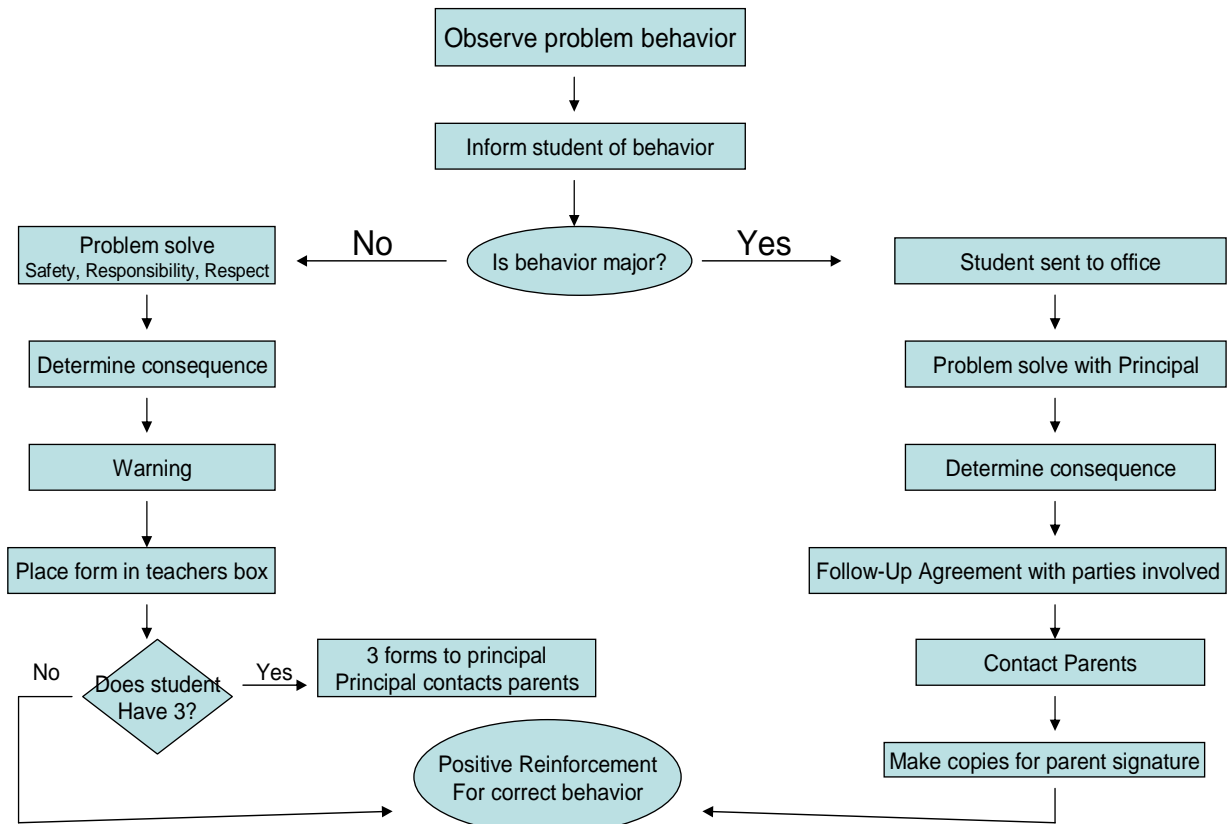 Observe problem behavior
Inform student of behavior
Is behavior major?
No
Yes
Problem solve
Safety, Responsibility, Respect
Determine consequence
Warning
Place form in teachers box
Does student
Have 3?
No
Yes
3 forms to principal
Principal contacts parents
Student sent to office
Problem solve with Principal
Determine consequence
Follow-Up Agreement with parties involved
Contact Parents
Make copies for parent signature
Positive Reinforcement
For correct behavior